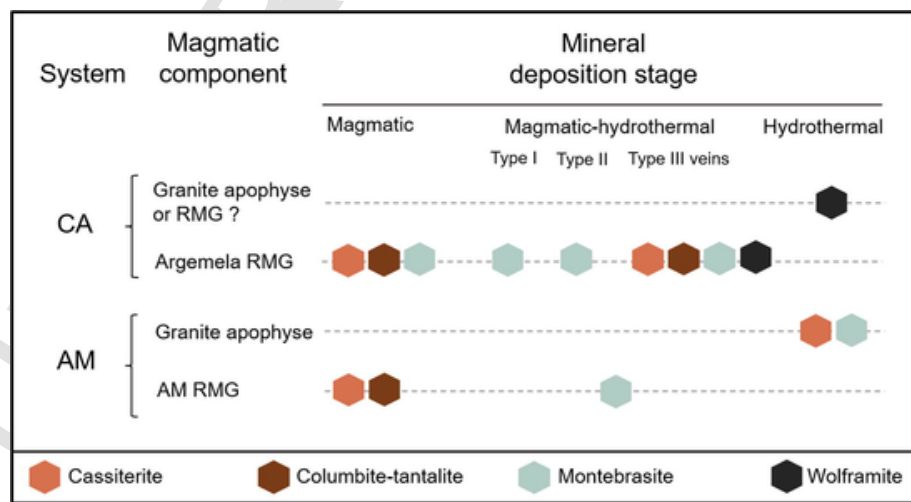 System
Magmatic
component
Mineral
deposition stage
Magmatic
Magmatic-hydrothermal
Hydrothermal
Type I
Type II
Type III veins
CA
Granite apophyse
or RMG ?
Argemela RMG
AM
Granite apophyse
AM RMG
Cassiterite
Columbite-tantalite
Montebrasite
Wolframite